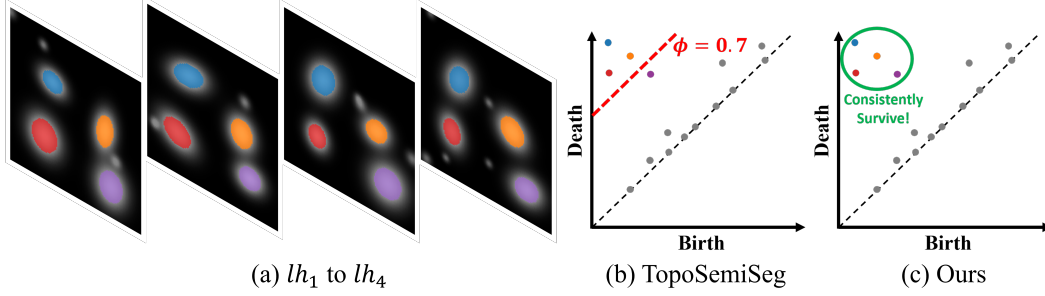 ϕ = 0.7
Death
Birth
Consistently
Survive!
Death
Birth
(a) lh₁ to lh₄
(b) TopoSemiSeg
(c) Ours